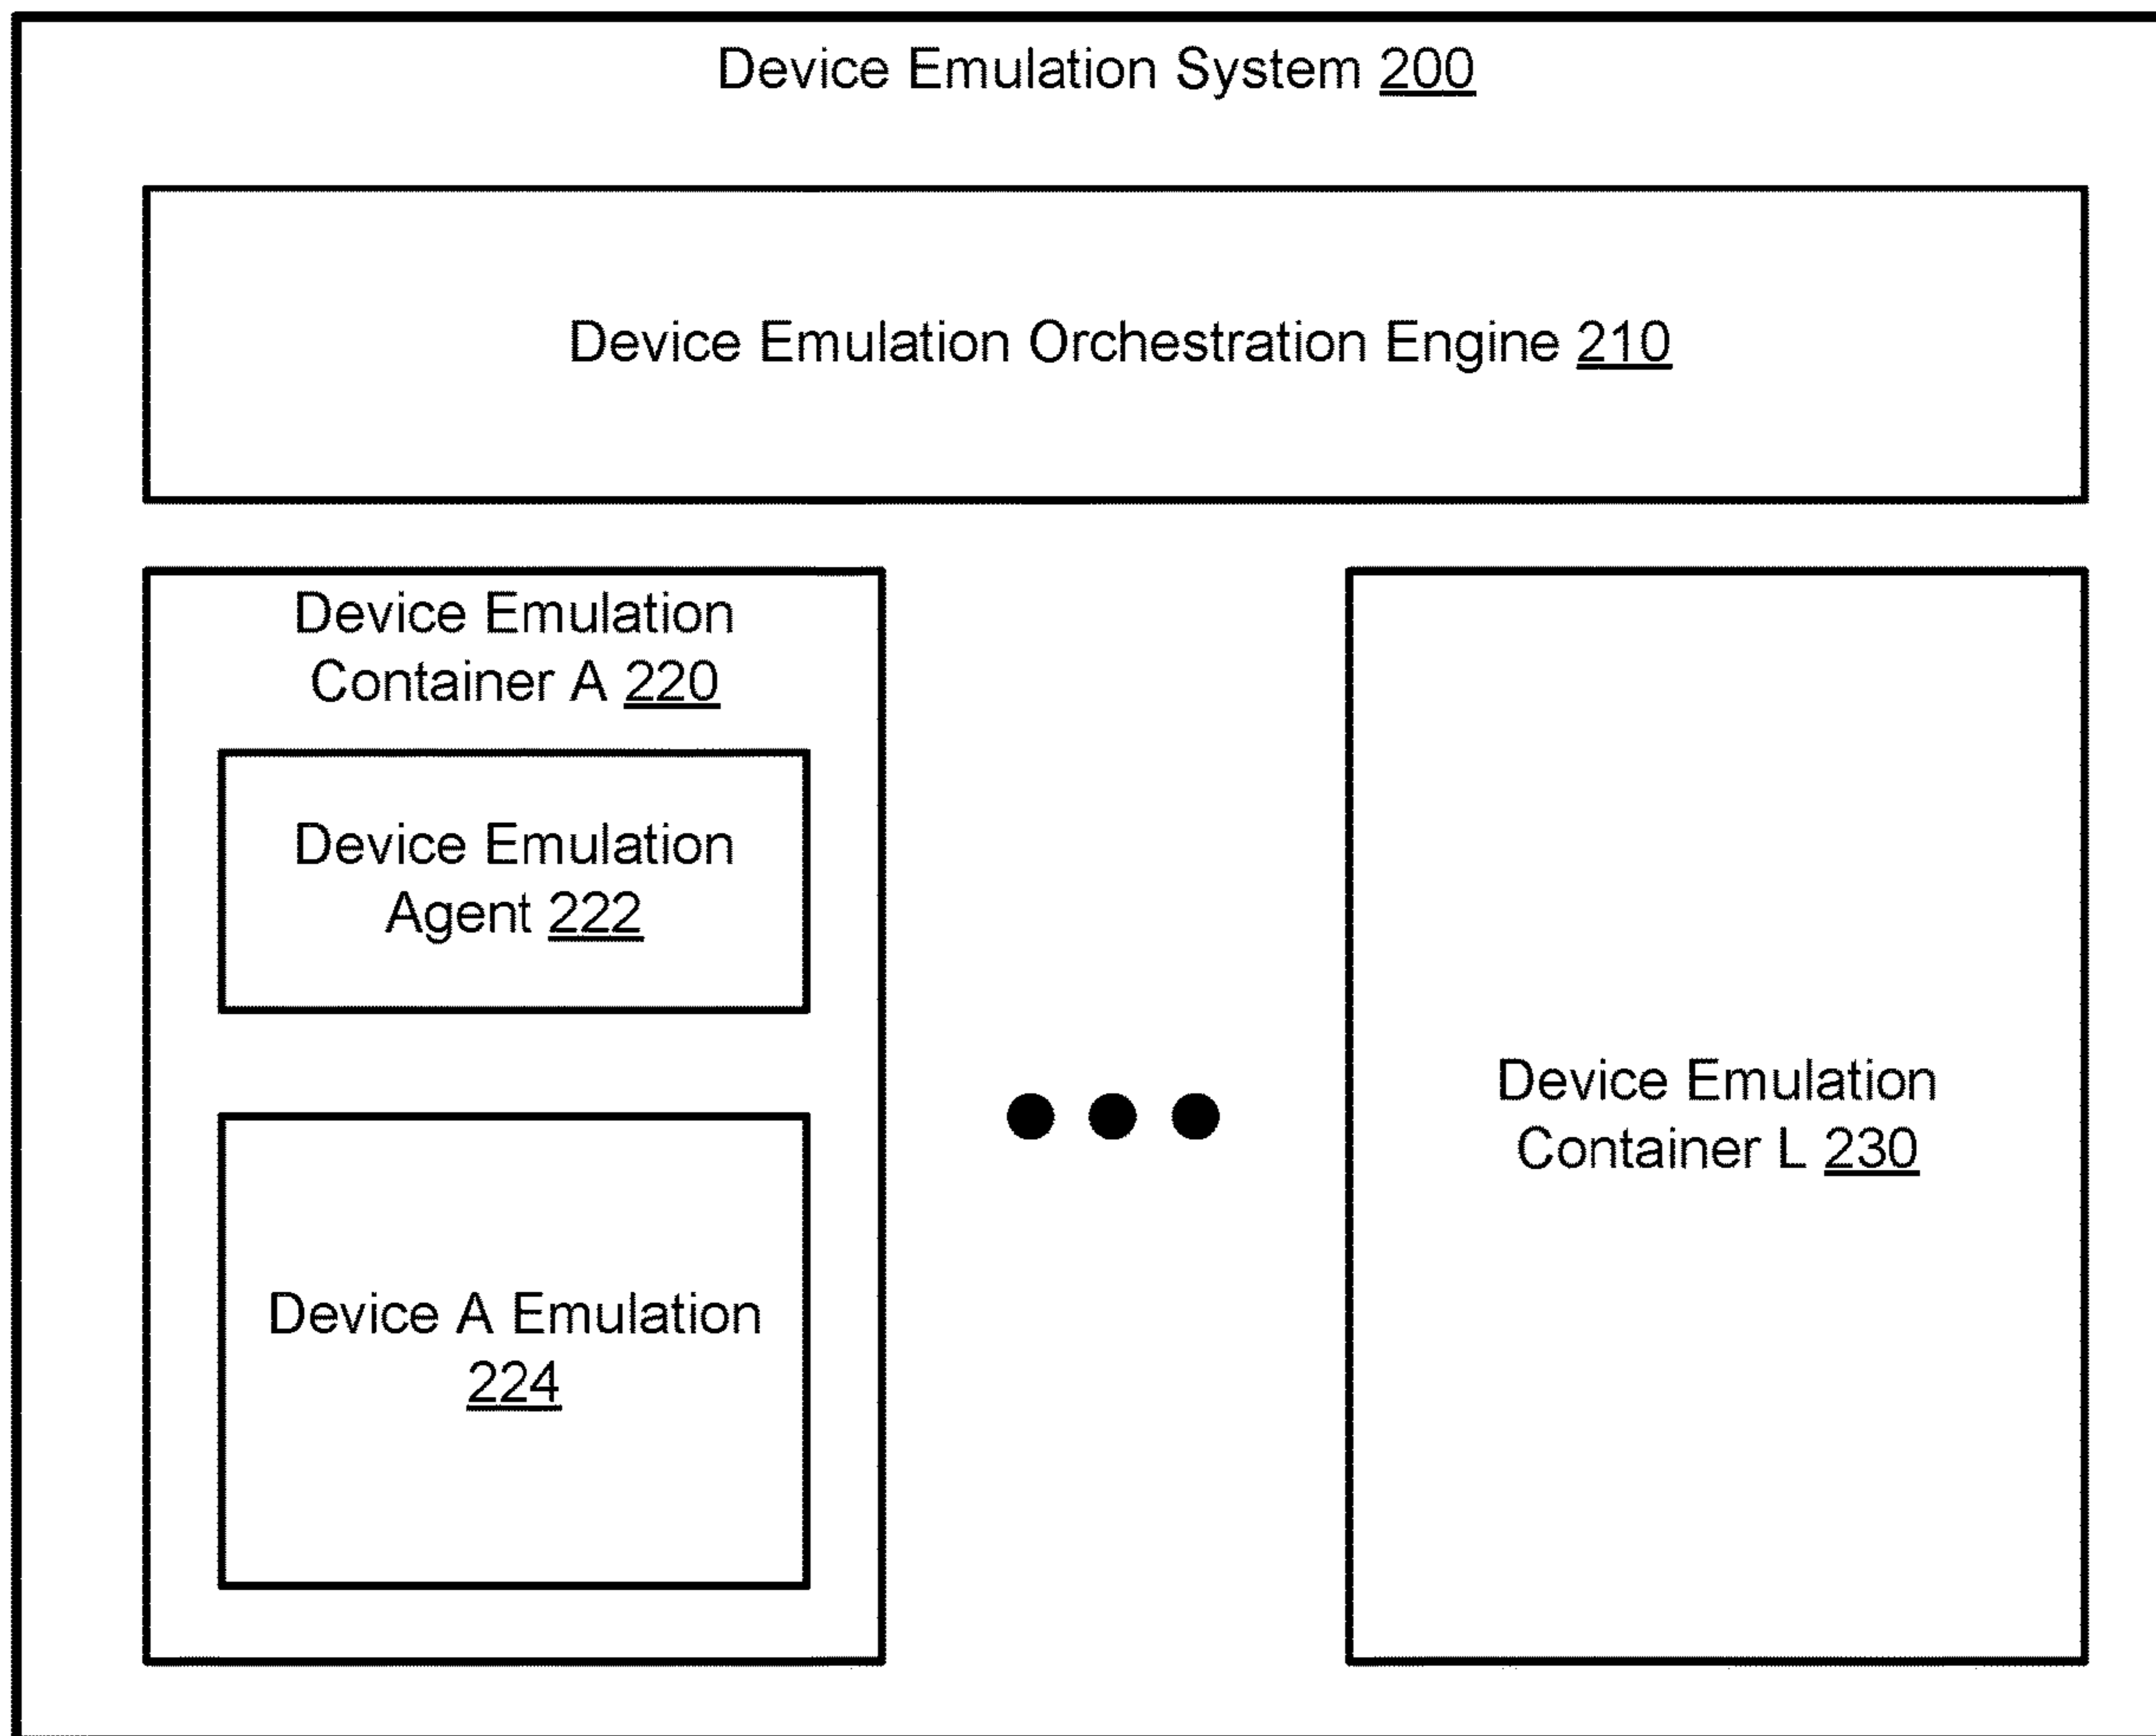 Device Emulation System 200
Device Emulation Orchestration Engine 210
Device Emulation
Container A 220
Device Emulation
Agent 222
Device A Emulation
224
Device Emulation
Container L 230